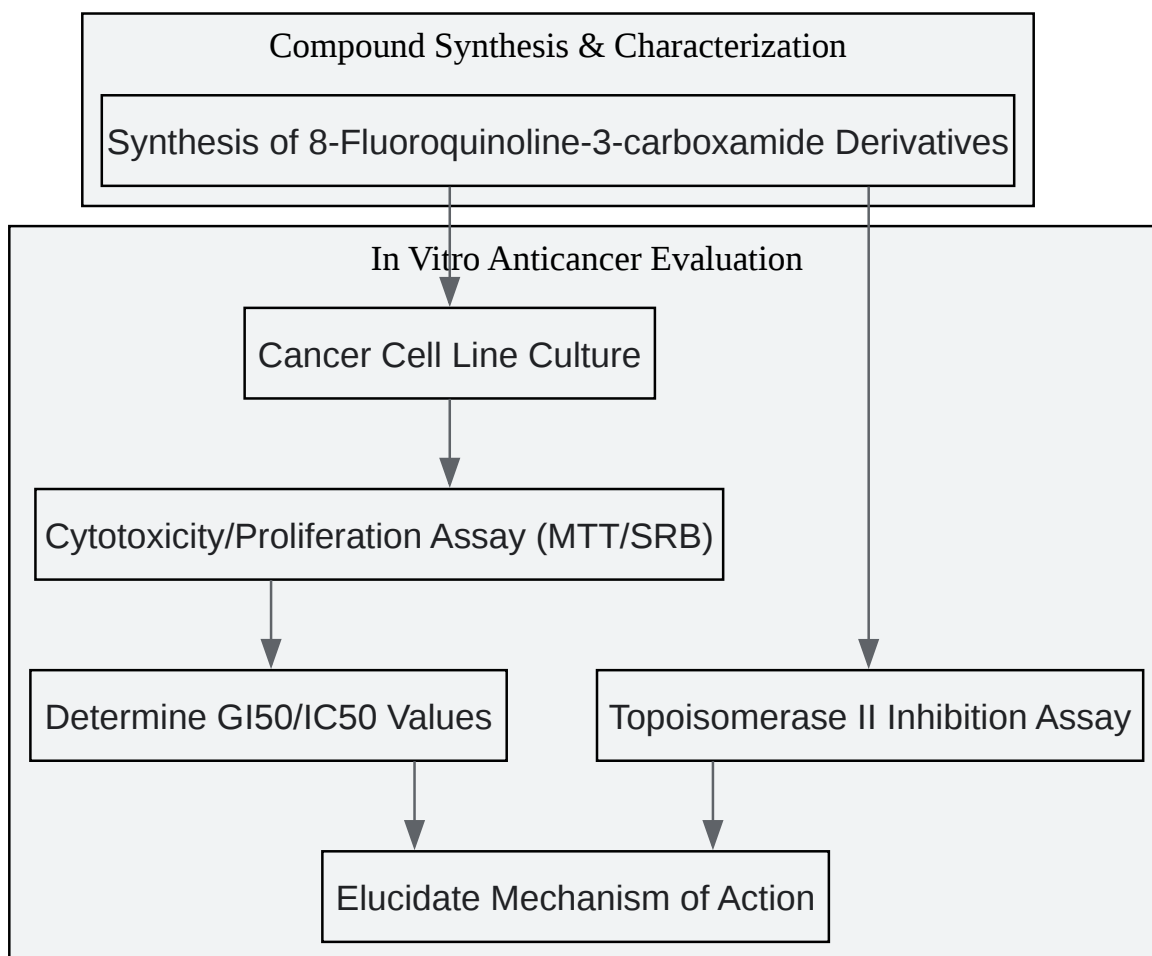 Compound Synthesis & Characterization
Synthesis of 8-Fluoroquinoline-3-carboxamide Derivatives
In Vitro Anticancer Evaluation
Cancer Cell Line Culture
Cytotoxicity/Proliferation Assay (MTT/SRB)
Determine GI50/IC50 Values
Topoisomerase II Inhibition Assay
Elucidate Mechanism of Action